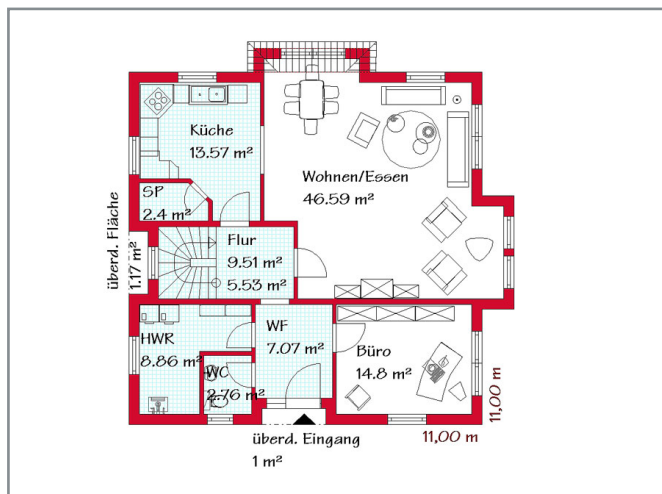 Küche
13.57 m²
Wohnen/Essen
46.59 m²
SP
2.4 m²
überd. Fläche
1.17 m²
Flur
9.51 m²
5.53 m²
HWR
8.86 m²
WC
2.76 m²
WF
7.07 m²
Büro
14.8 m²
11,00 m
11,00 m
überd. Eingang
1 m²